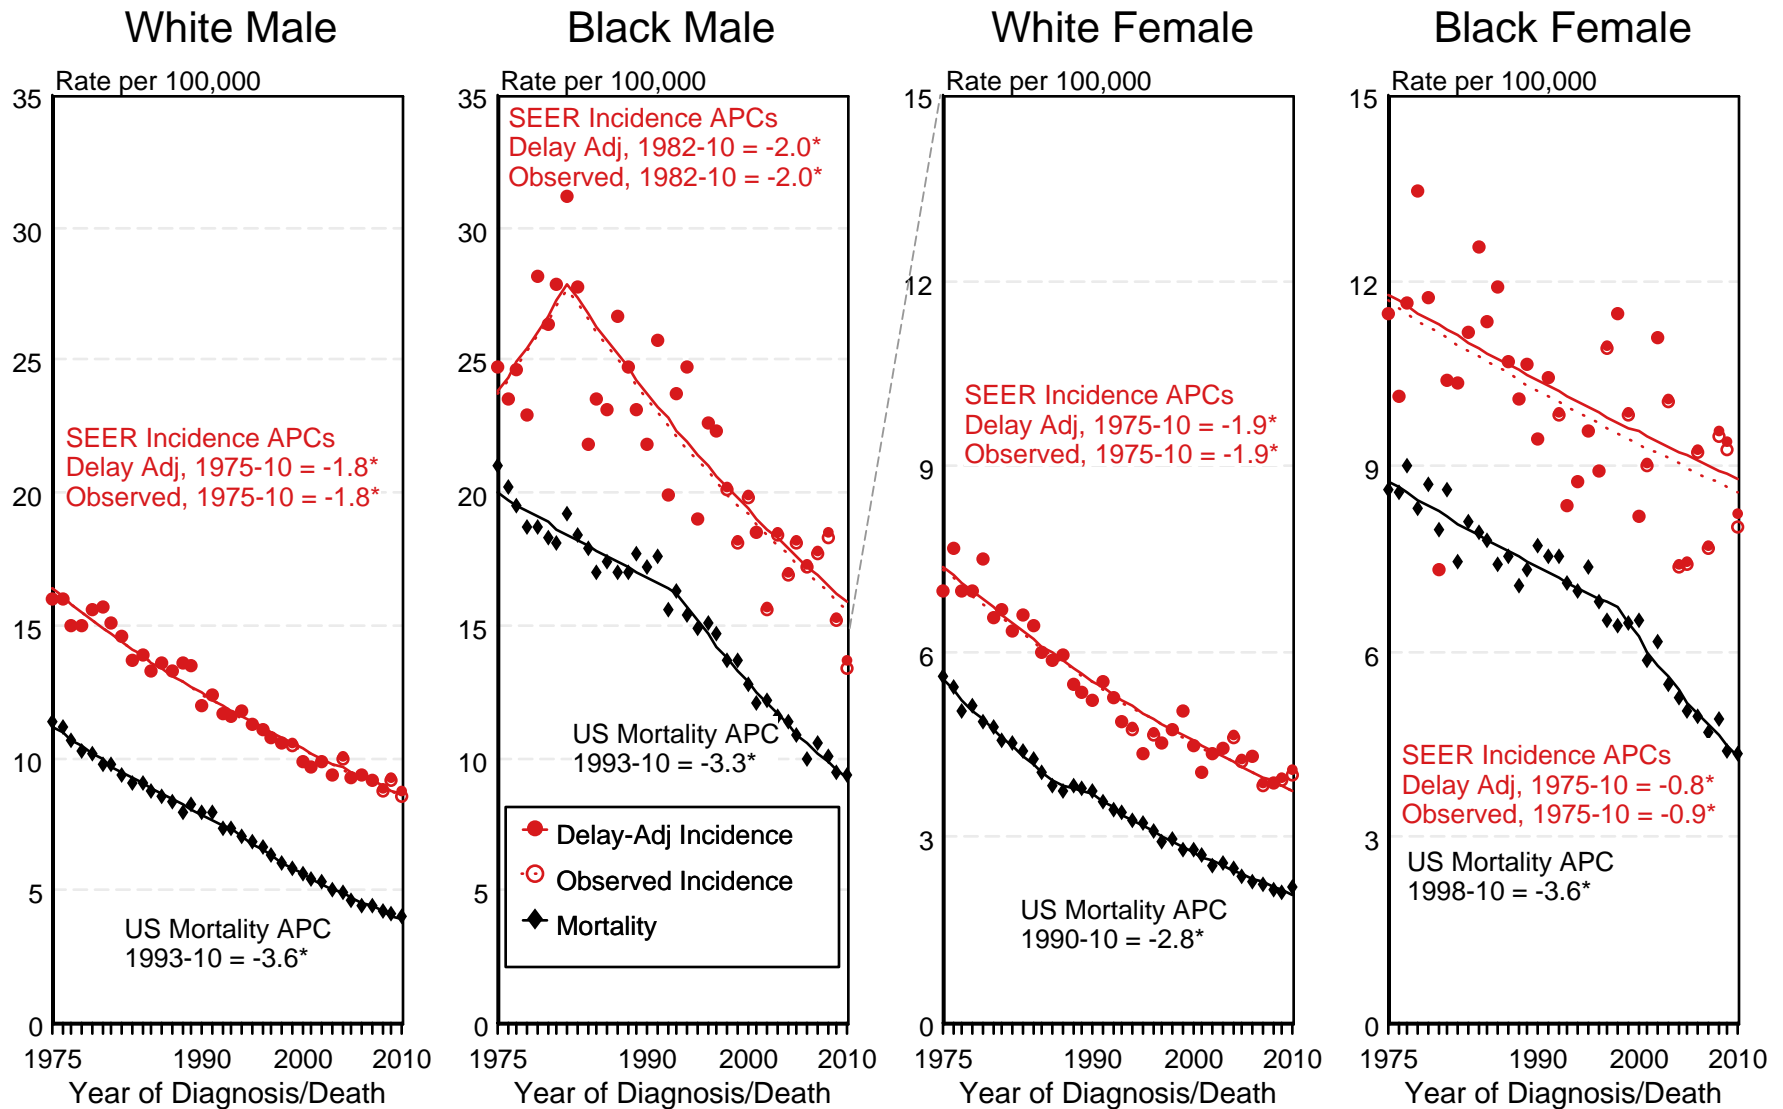 White Male
Rate per 100,000
35
30
25
20
15
10
5
0
SEER Incidence APCs
Delay Adj, 1975-10 = -1.8*
Observed, 1975-10 = -1.8*
US Mortality APC
1993-10 = -3.6*
1975
1990
2000
2010
Year of Diagnosis/Death
Black Male
Rate per 100,000
35
30
25
20
15
10
5
0
SEER Incidence APCs
Delay Adj, 1982-10 = -2.0*
Observed, 1982-10 = -2.0*
US Mortality APC
1993-10 = -3.3*
Delay-Adj Incidence
Observed Incidence
Mortality
1975
1990
2000
2010
Year of Diagnosis/Death
White Female
Rate per 100,000
15
12
9
6
3
0
SEER Incidence APCs
Delay Adj, 1975-10 = -1.9*
Observed, 1975-10 = -1.9*
US Mortality APC
1990-10 = -2.8*
1975
1990
2000
2010
Year of Diagnosis/Death
Black Female
Rate per 100,000
15
12
9
6
3
0
SEER Incidence APCs
Delay Adj, 1975-10 = -0.8*
Observed, 1975-10 = -0.9*
US Mortality APC
1998-10 = -3.6*
1975
1990
2000
2010
Year of Diagnosis/Death